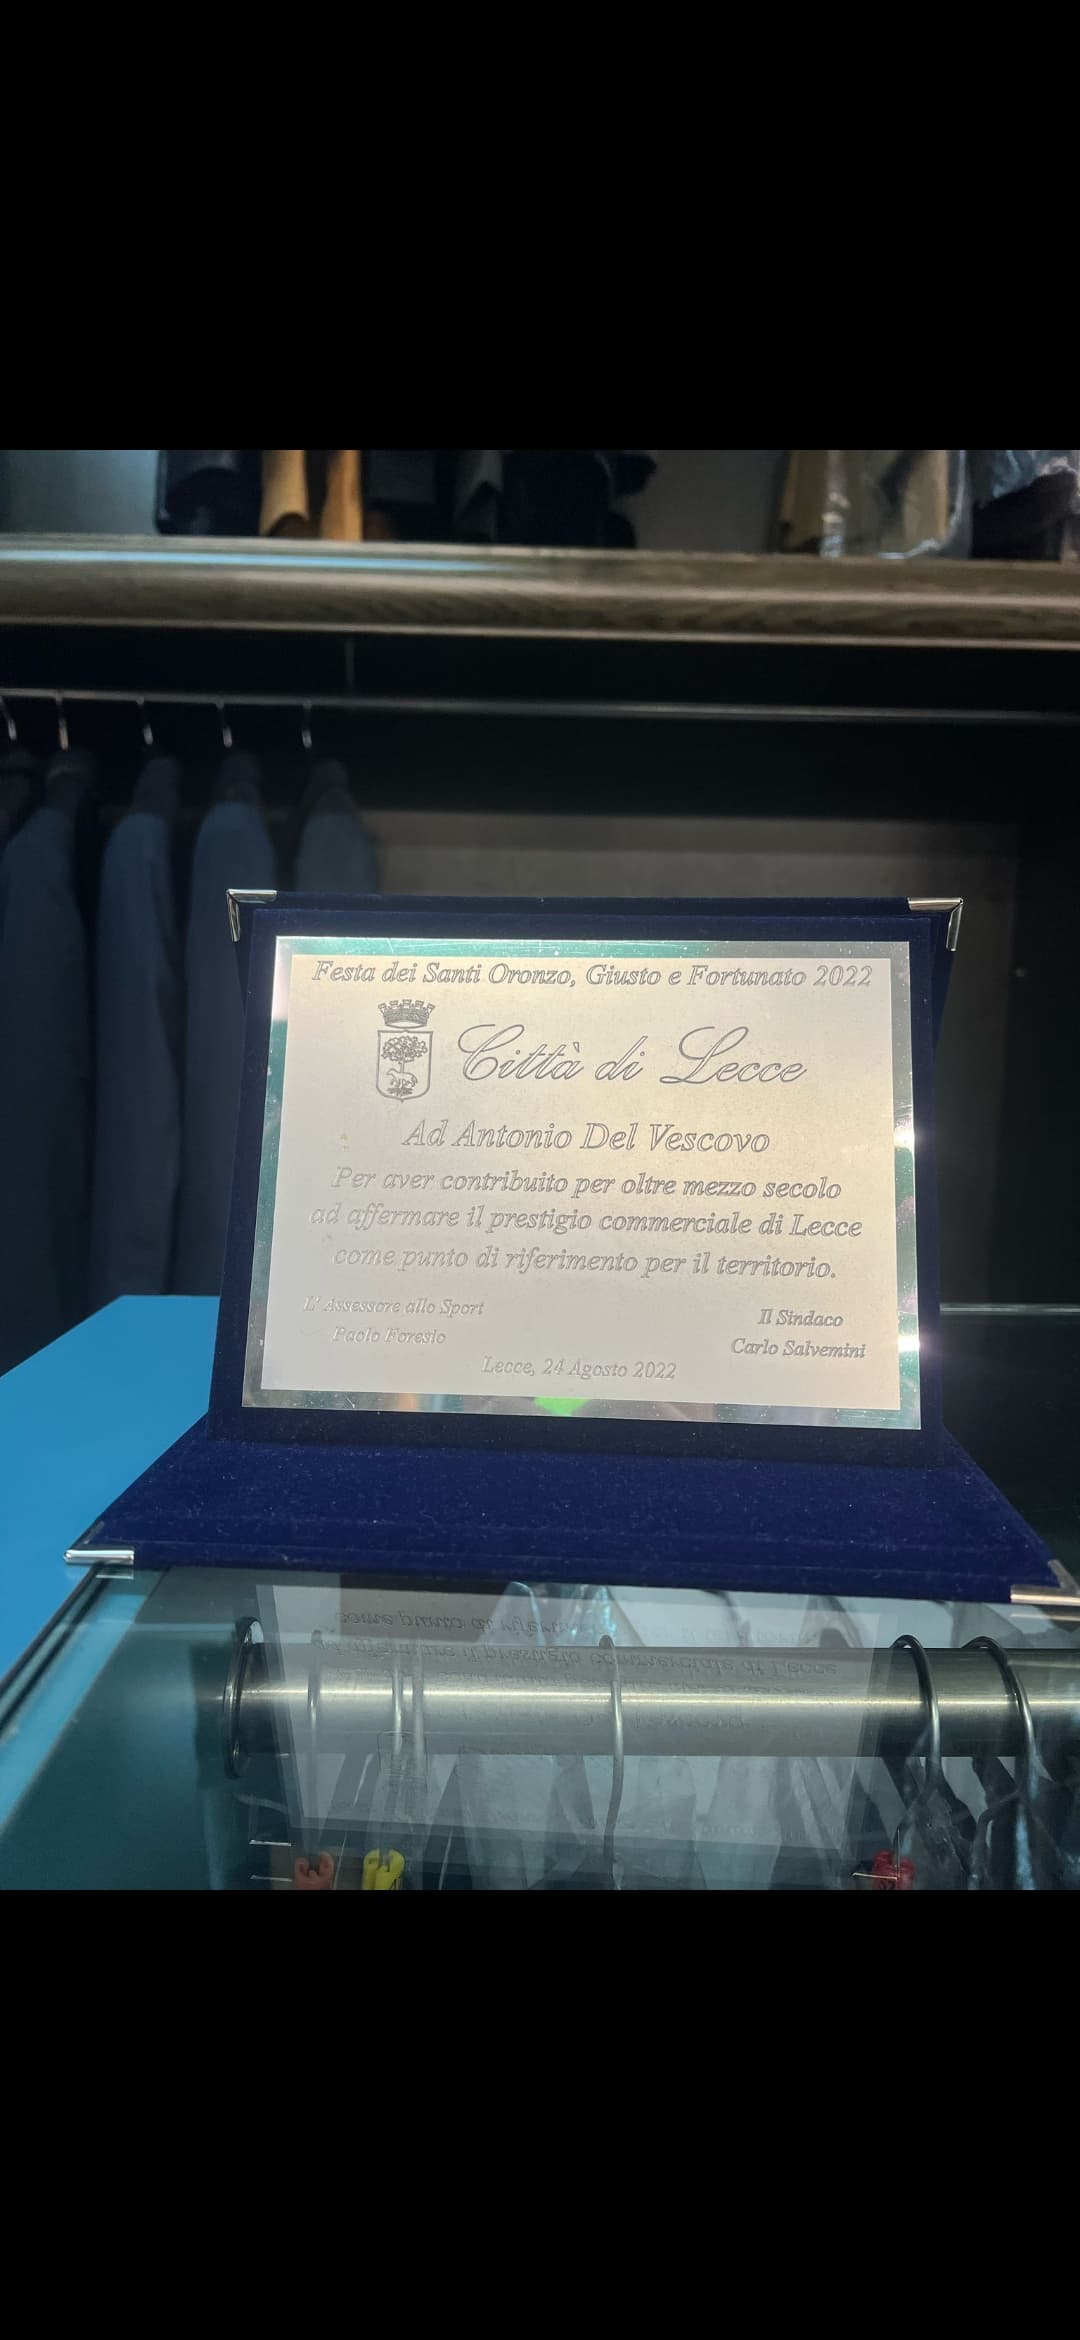 Festa dei Santi Oronzo, Giusto e Fortunato 2022
Città di Lecce
Ad Antonio Del Vescovo
Per aver contribuito per oltre mezzo secolo
ad affermare il prestigio commerciale di Lecce
come punto di riferimento per il territorio.
L' Assessore allo Sport
Paolo Foresio
Il Sindaco
Carlo Salvemini
Lecce, 24 Agosto 2022